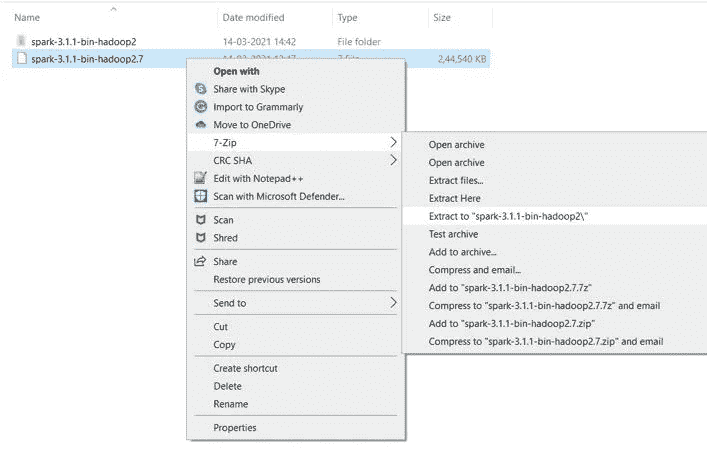 Name Date modified Type Size
spark-3.1.1-bin-hadoop2 14-03-2021 14:42 File folder
spark-3.1.1-bin-hadoop2.7 2,44,540 KB
Open with
Share with Skype
Import to Grammarly
Move to OneDrive
7-Zip
CRC SHA
Edit with Notepad++
Scan with Microsoft Defender...
Scan
Shred
Share
Restore previous versions
Send to
Cut
Copy
Create shortcut
Delete
Rename
Properties
Open archive
Open archive
Extract files...
Extract Here
Extract to "spark-3.1.1-bin-hadoop2\"
Test archive
Add to archive...
Compress and email...
Add to "spark-3.1.1-bin-hadoop2.7.7z"
Compress to "spark-3.1.1-bin-hadoop2.7.7z" and email
Add to "spark-3.1.1-bin-hadoop2.7.zip"
Compress to "spark-3.1.1-bin-hadoop2.7.zip" and email